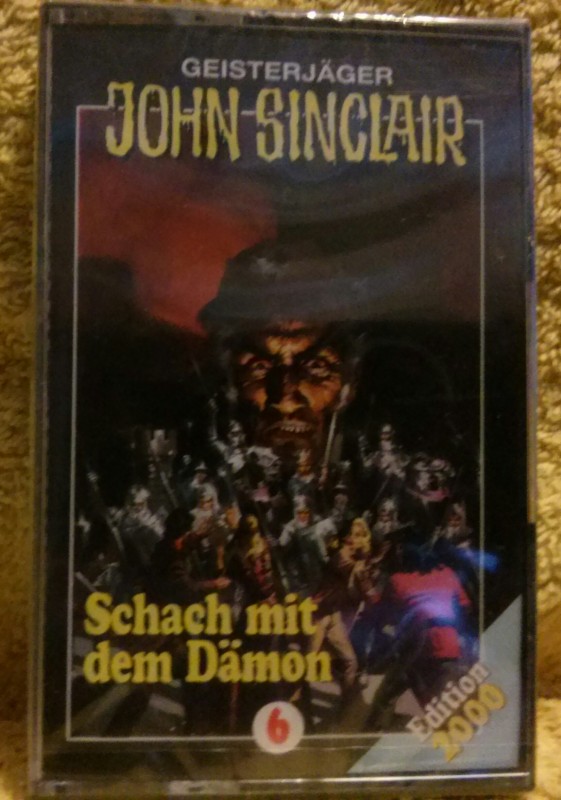 GEISTERJÄGER
JOHN SINCLAIR
Schach mit
dem Dämon
6
Edition
2000